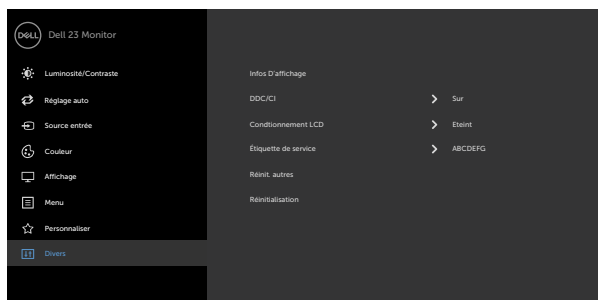 DELL
Dell 23 Monitor
Luminosité/Contraste
Réglage auto
Source entrée
Couleur
Affichage
Menu
Personnaliser
Divers
Infos D'affichage
DDC/CI > Sur
Condtionnement LCD > Eteint
Étiquette de service > ABCDEFG
Réinit. autres
Réinitialisation